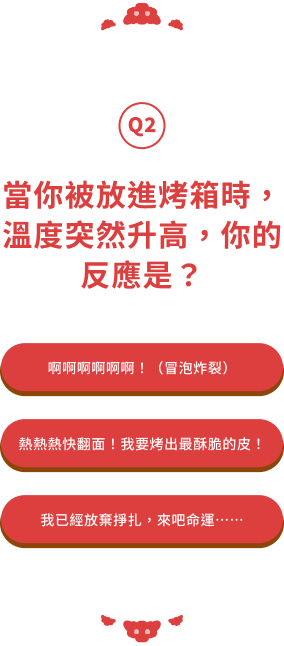 Q2
當你被放進烤箱時，
溫度突然升高，你的
反應是？
啊啊啊啊啊啊！（冒泡炸裂）
熱熱熱快翻面！我要烤出最酥脆的皮！
我已經放棄掙扎，來吧命運⋯⋯